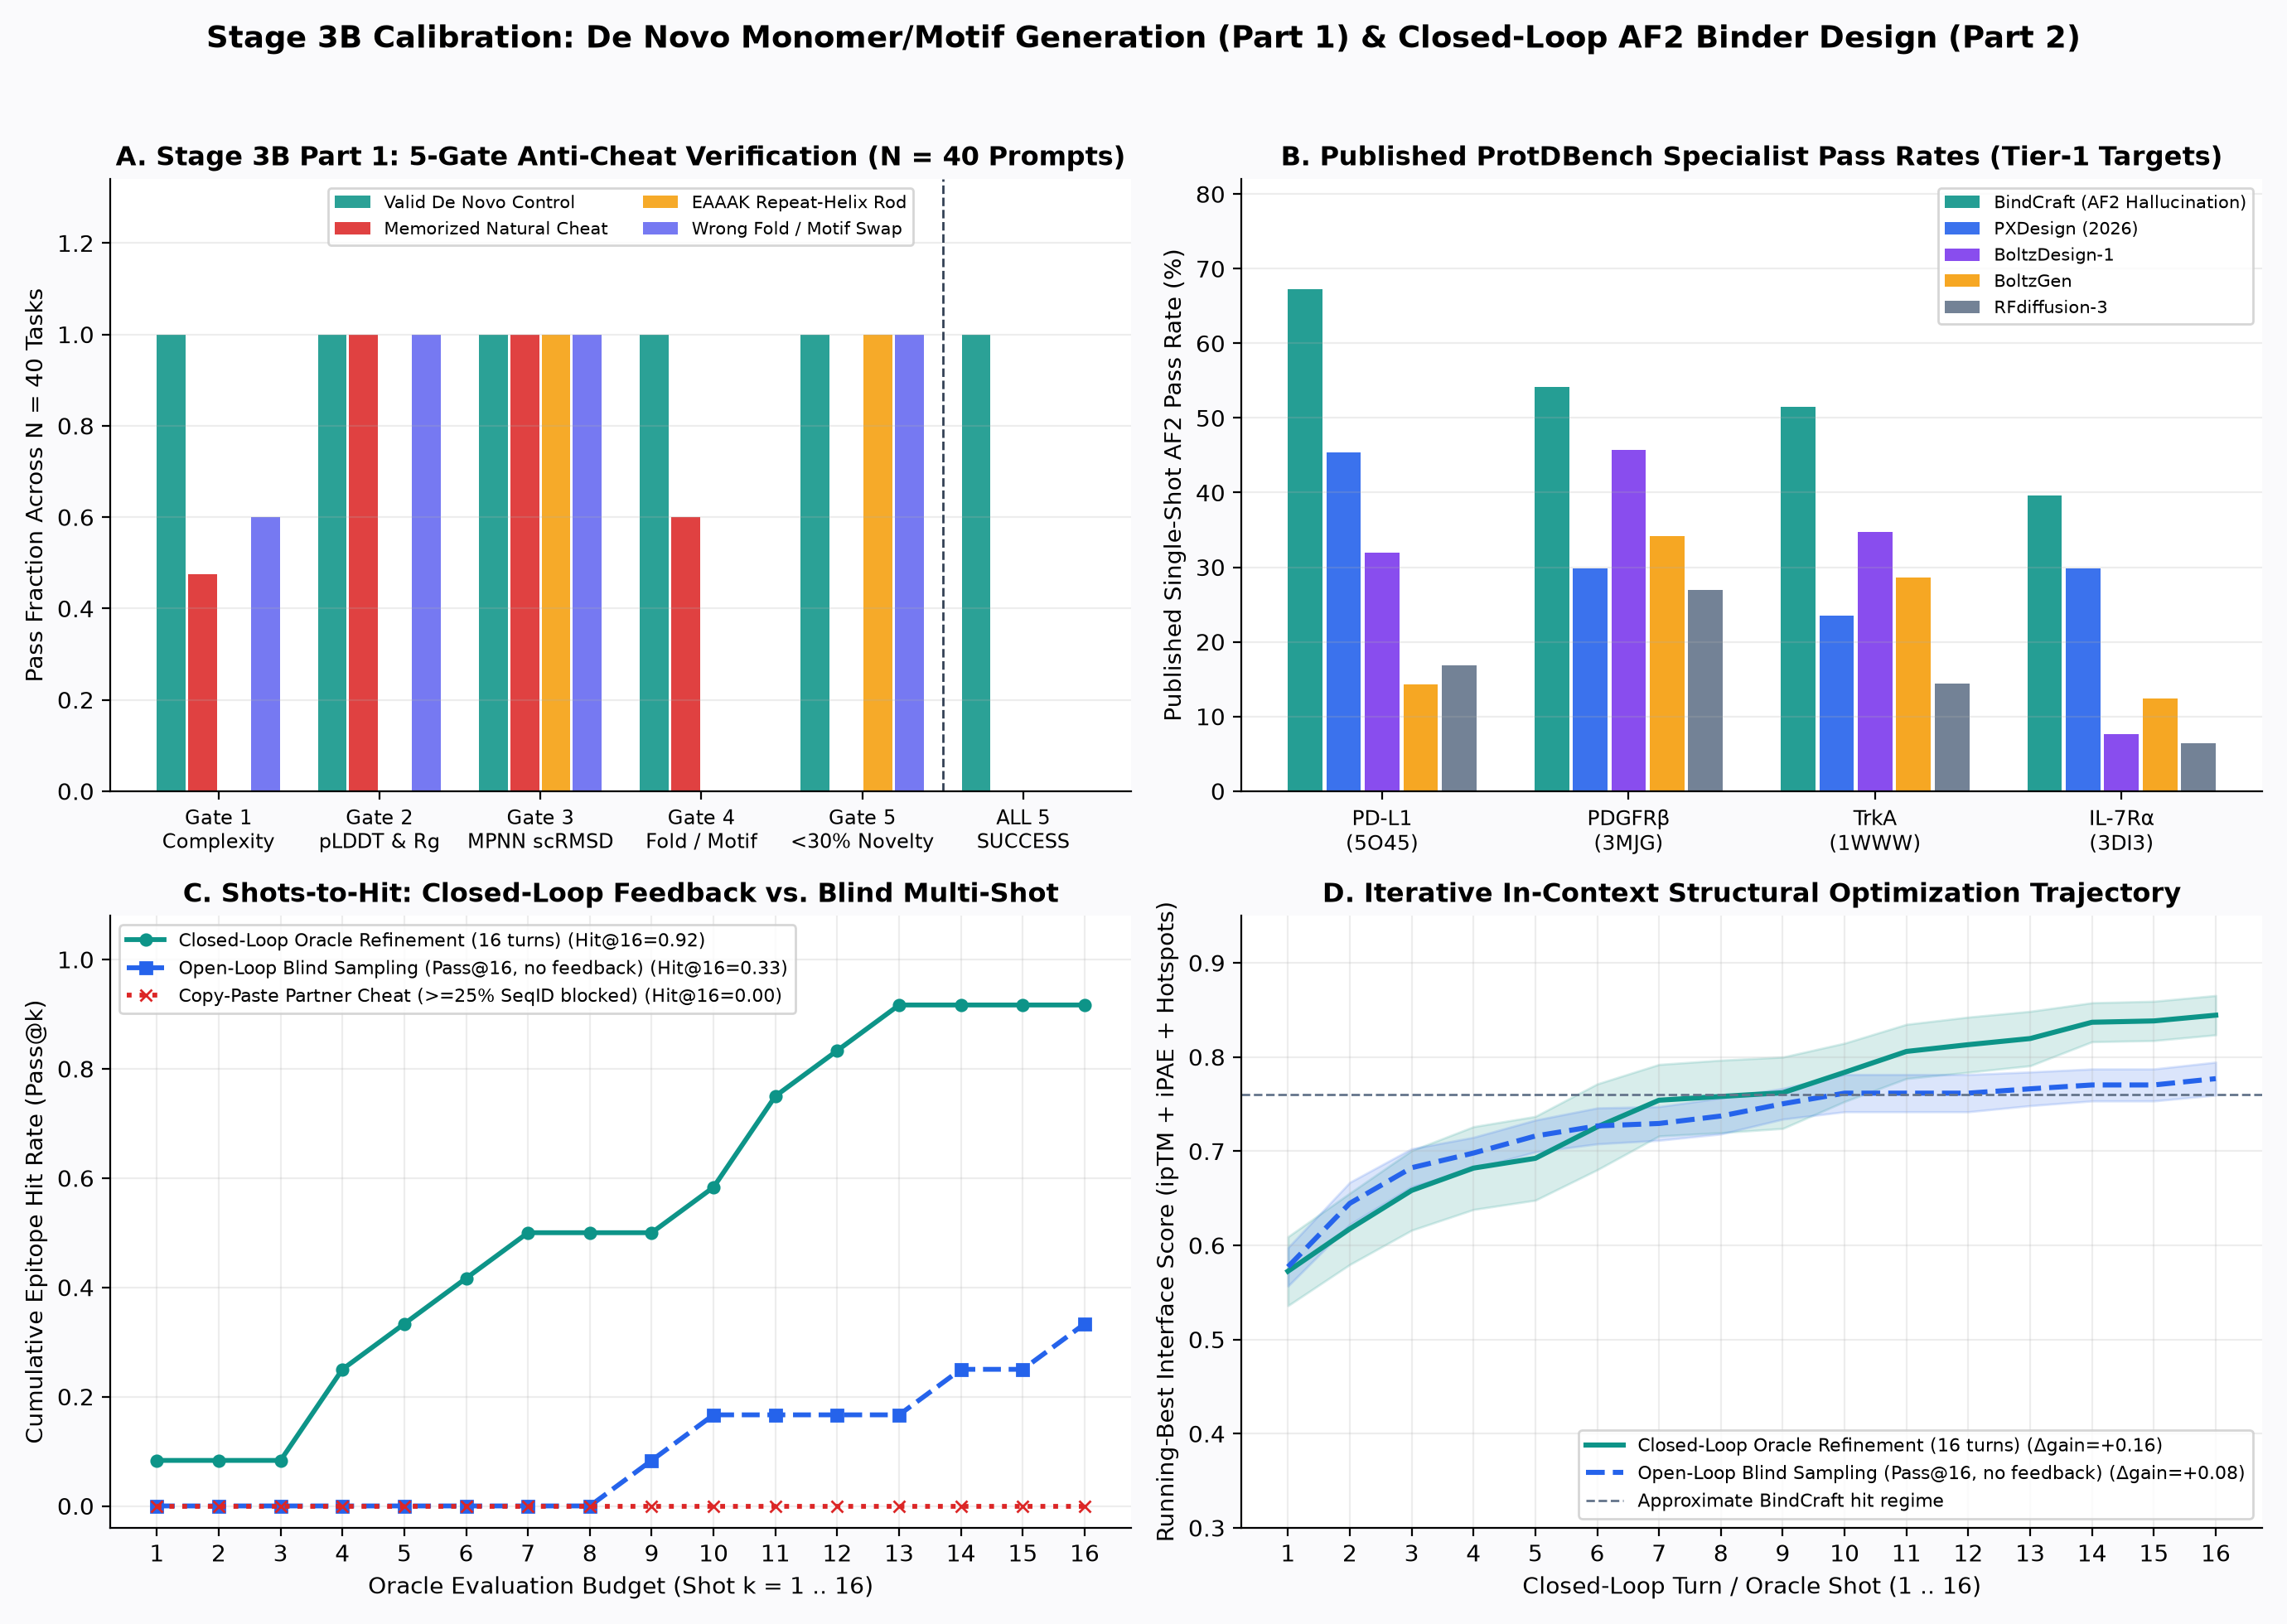 Stage 3B Calibration: De Novo Monomer/Motif Generation (Part 1) & Closed-Loop AF2 Binder Design (Part 2)
A. Stage 3B Part 1: 5-Gate Anti-Cheat Verification (N = 40 Prompts)
Valid De Novo Control
Memorized Natural Cheat
EAAAK Repeat-Helix Rod
Wrong Fold / Motif Swap
Pass Fraction Across N = 40 Tasks
1.2
1.0
0.8
0.6
0.4
0.2
0.0
Gate 1
Complexity
Gate 2
pLDDT & Rg
Gate 3
MPNN scRMSD
Gate 4
Fold / Motif
Gate 5
<30% Novelty
ALL 5
SUCCESS
B. Published ProtDBench Specialist Pass Rates (Tier-1 Targets)
BindCraft (AF2 Hallucination)
PXDesign (2026)
BoltzDesign-1
BoltzGen
RFdiffusion-3
Published Single-Shot AF2 Pass Rate (%)
80
70
60
50
40
30
20
10
0
PD-L1
(5O45)
PDGFRβ
(3MJG)
TrkA
(1WWW)
IL-7Rα
(3DI3)
C. Shots-to-Hit: Closed-Loop Feedback vs. Blind Multi-Shot
Closed-Loop Oracle Refinement (16 turns) (Hit@16=0.92)
Open-Loop Blind Sampling (Pass@16, no feedback) (Hit@16=0.33)
Copy-Paste Partner Cheat (>=25% SeqID blocked) (Hit@16=0.00)
Cumulative Epitope Hit Rate (Pass@k)
1.0
0.8
0.6
0.4
0.2
0.0
1 2 3 4 5 6 7 8 9 10 11 12 13 14 15 16
Oracle Evaluation Budget (Shot k = 1 .. 16)
D. Iterative In-Context Structural Optimization Trajectory
Running-Best Interface Score (ipTM + iPAE + Hotspots)
0.9
0.8
0.7
0.6
0.5
0.4
0.3
Closed-Loop Oracle Refinement (16 turns) (Δgain=+0.16)
Open-Loop Blind Sampling (Pass@16, no feedback) (Δgain=+0.08)
Approximate BindCraft hit regime
1 2 3 4 5 6 7 8 9 10 11 12 13 14 15 16
Closed-Loop Turn / Oracle Shot (1 .. 16)